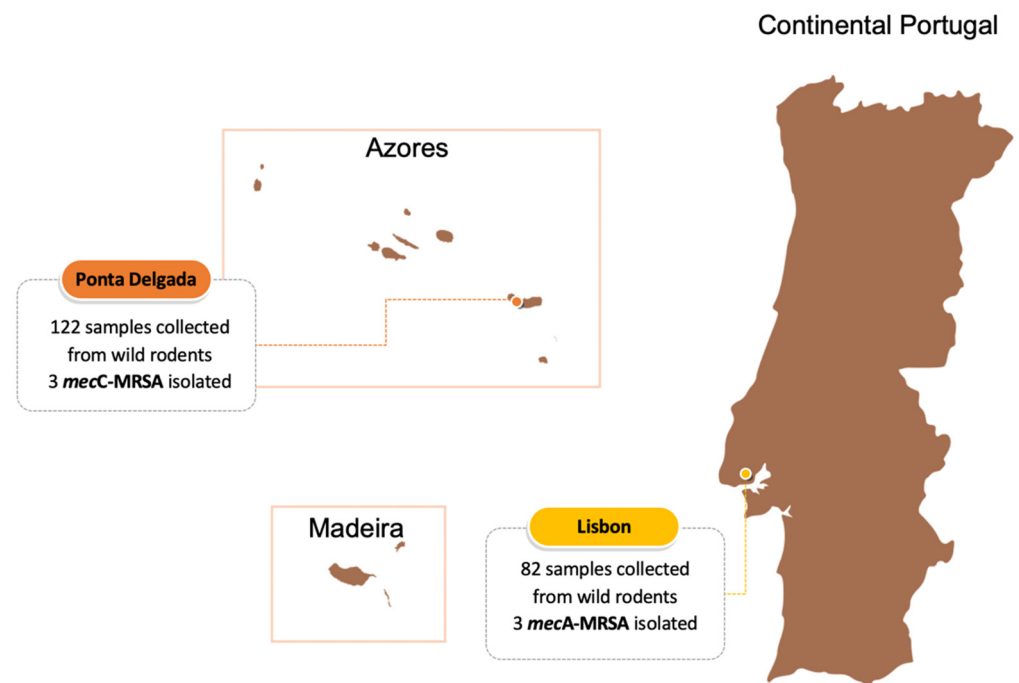 Continental Portugal
Azores
Ponta Delgada
122 samples collected
from wild rodents
3 mecC-MRSA isolated
Madeira
Lisbon
82 samples collected
from wild rodents
3 mecA-MRSA isolated